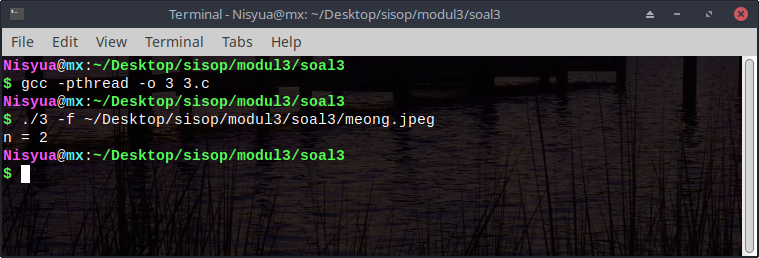 Terminal - Nisyua@mx: ~/Desktop/sisop/modul3/soal3
File Edit View Terminal Tabs Help
Nisyua@mx:~/Desktop/sisop/modul3/soal3
$ gcc -pthread -o 3 3.c
Nisyua@mx:~/Desktop/sisop/modul3/soal3
$ ./3 -f ~/Desktop/sisop/modul3/soal3/meong.jpeg
n = 2
Nisyua@mx:~/Desktop/sisop/modul3/soal3
$